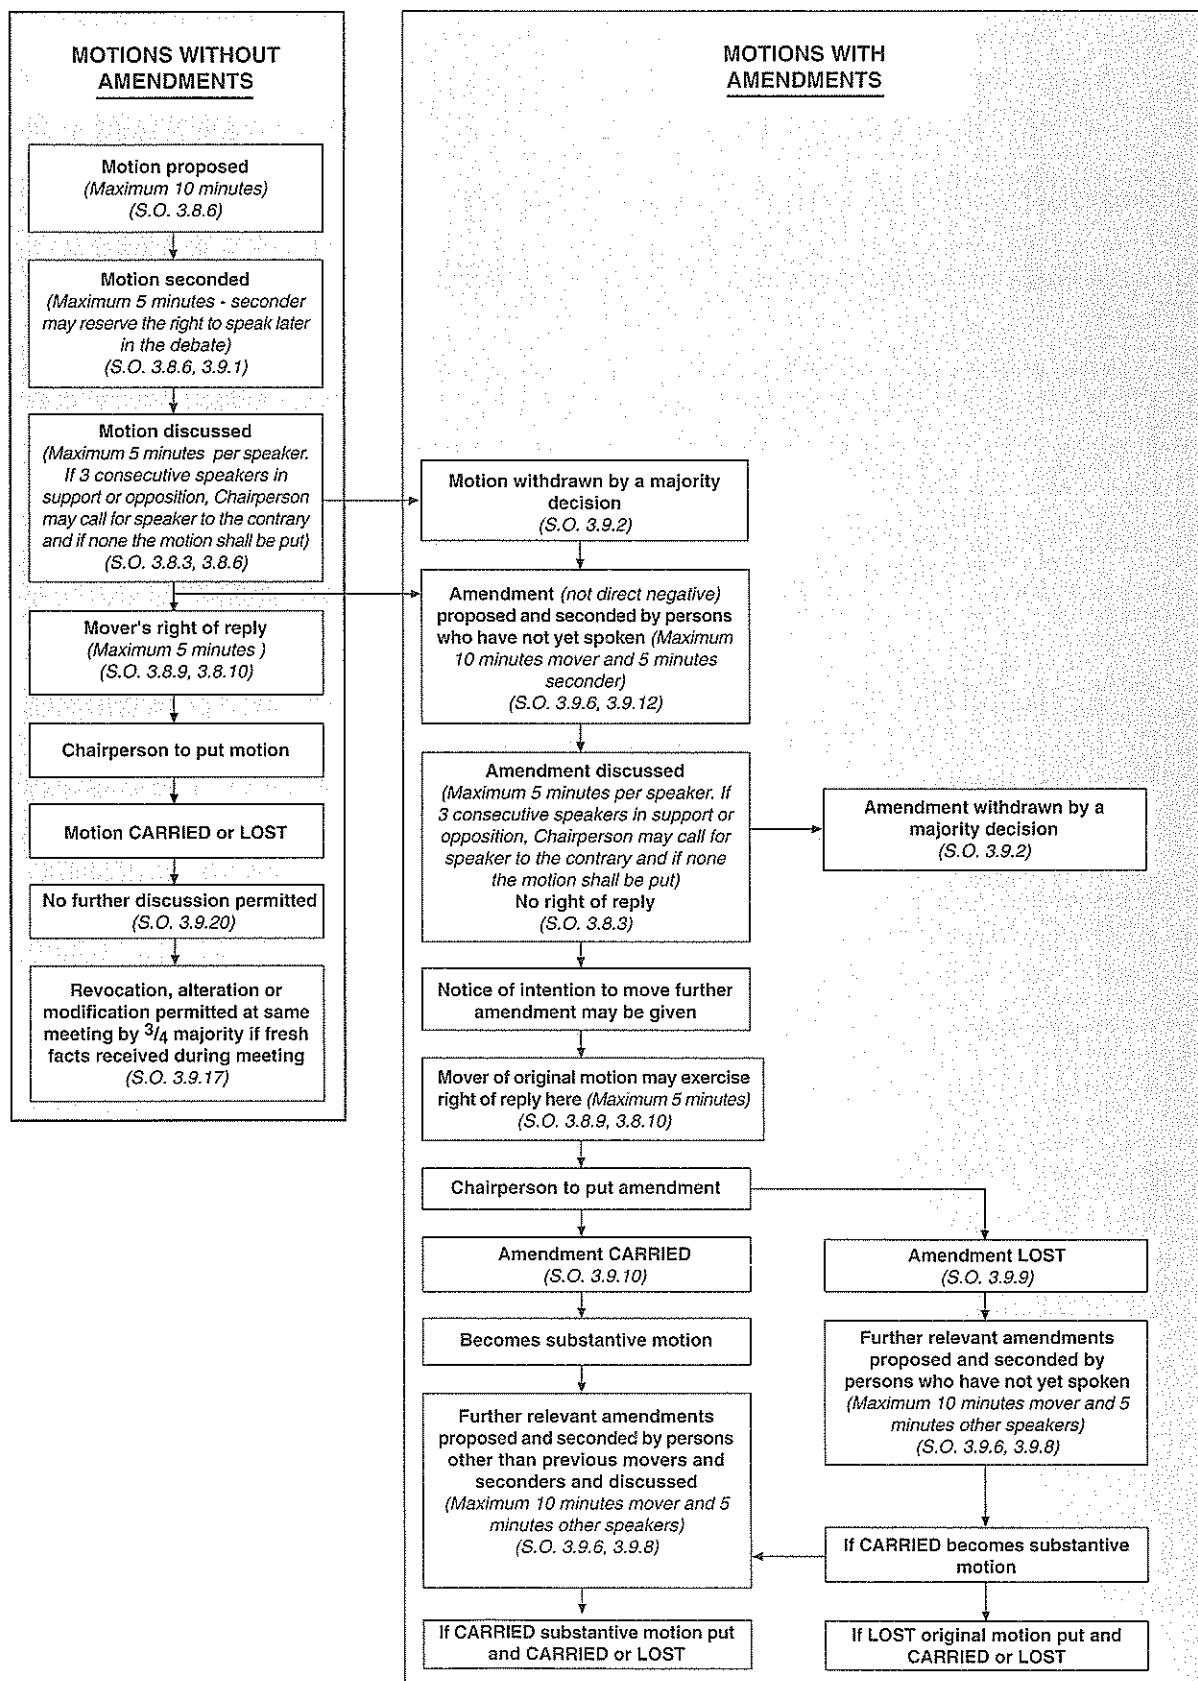 MOTIONS WITHOUT
AMENDMENTS
Motion proposed
(Maximum 10 minutes)
(S.O. 3.8.6)
Motion seconded
(Maximum 5 minutes - seconder
may reserve the right to speak later
in the debate)
(S.O. 3.8.6, 3.9.1)
Motion discussed
(Maximum 5 minutes per speaker.
If 3 consecutive speakers in
support or opposition, Chairperson
may call for speaker to the contrary
and if none the motion shall be put)
(S.O. 3.8.3, 3.8.6)
Mover's right of reply
(Maximum 5 minutes )
(S.O. 3.8.9, 3.8.10)
Chairperson to put motion
Motion CARRIED or LOST
No further discussion permitted
(S.O. 3.9.20)
Revocation, alteration or
modification permitted at same
meeting by 3/4 majority if fresh
facts received during meeting
(S.O. 3.9.17)
MOTIONS WITH
AMENDMENTS
Motion withdrawn by a majority
decision
(S.O. 3.9.2)
Amendment (not direct negative)
proposed and seconded by persons
who have not yet spoken (Maximum
10 minutes mover and 5 minutes
seconder)
(S.O. 3.9.6, 3.9.12)
Amendment discussed
(Maximum 5 minutes per speaker. If
3 consecutive speakers in support or
opposition, Chairperson may call for
speaker to the contrary and if none
the motion shall be put)
No right of reply
(S.O. 3.8.3)
Amendment withdrawn by a
majority decision
(S.O. 3.9.2)
Notice of intention to move further
amendment may be given
Mover of original motion may exercise
right of reply here (Maximum 5 minutes)
(S.O. 3.8.9, 3.8.10)
Chairperson to put amendment
Amendment CARRIED
(S.O. 3.9.10)
Becomes substantive motion
Further relevant amendments
proposed and seconded by persons
other than previous movers and
seconders and discussed
(Maximum 10 minutes mover and 5
minutes other speakers)
(S.O. 3.9.6, 3.9.8)
If CARRIED substantive motion put
and CARRIED or LOST
Amendment LOST
(S.O. 3.9.9)
Further relevant amendments
proposed and seconded by
persons who have not yet spoken
(Maximum 10 minutes mover and 5
minutes other speakers)
(S.O. 3.9.6, 3.9.8)
If CARRIED becomes substantive
motion
If LOST original motion put and
CARRIED or LOST